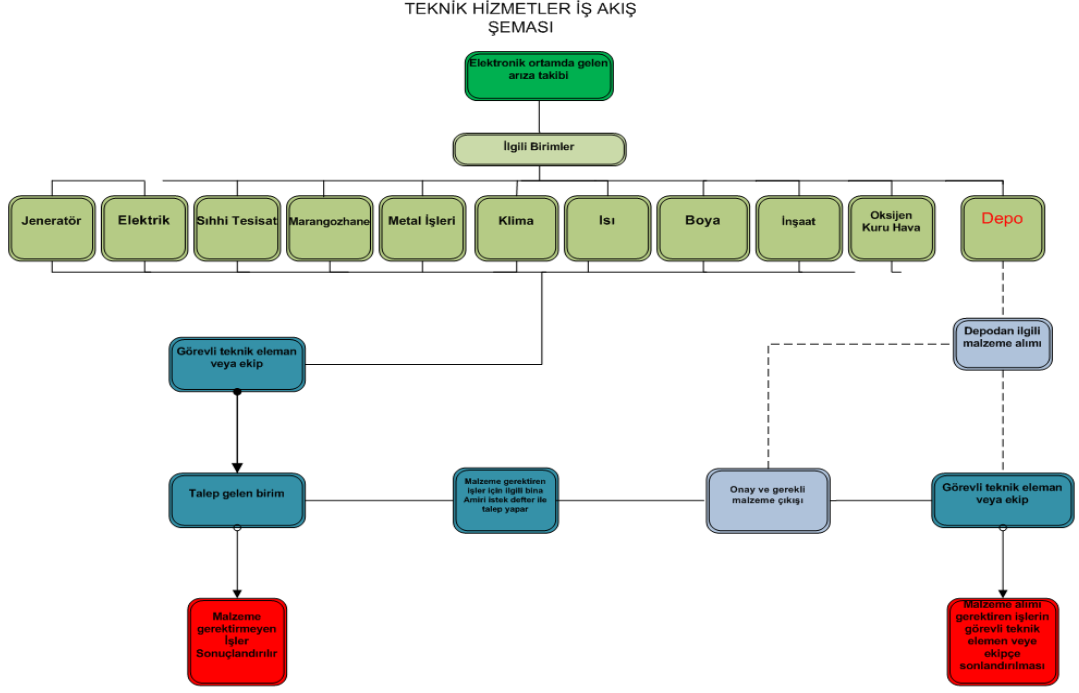 TEKNİK HİZMETLER İŞ AKIŞ
ŞEMASI
Elektronik ortamda gelen
arıza takibi
İlgili Birimler
Jeneratör
Elektrik
Sıhhi Tesisat
Marangozhane
Metal İşleri
Klima
Isı
Boya
İnşaat
Oksijen
Kuru Hava
Depo
Depodan ilgili
malzeme alımı
Görevli teknik eleman
veya ekip
Talep gelen birim
Malzeme gerektiren
işler için ilgili bina
Amiri istek defter ile
talep yapar
Onay ve gerekli
malzeme çıkışı
Görevli teknik eleman
veya ekip
Malzeme
gerektirmeyen
İşler
Sonuçlandırılır
Malzeme alımı
gerektiren işlerin
görevli teknik
elemen veye
ekipçe
sonlandırılması